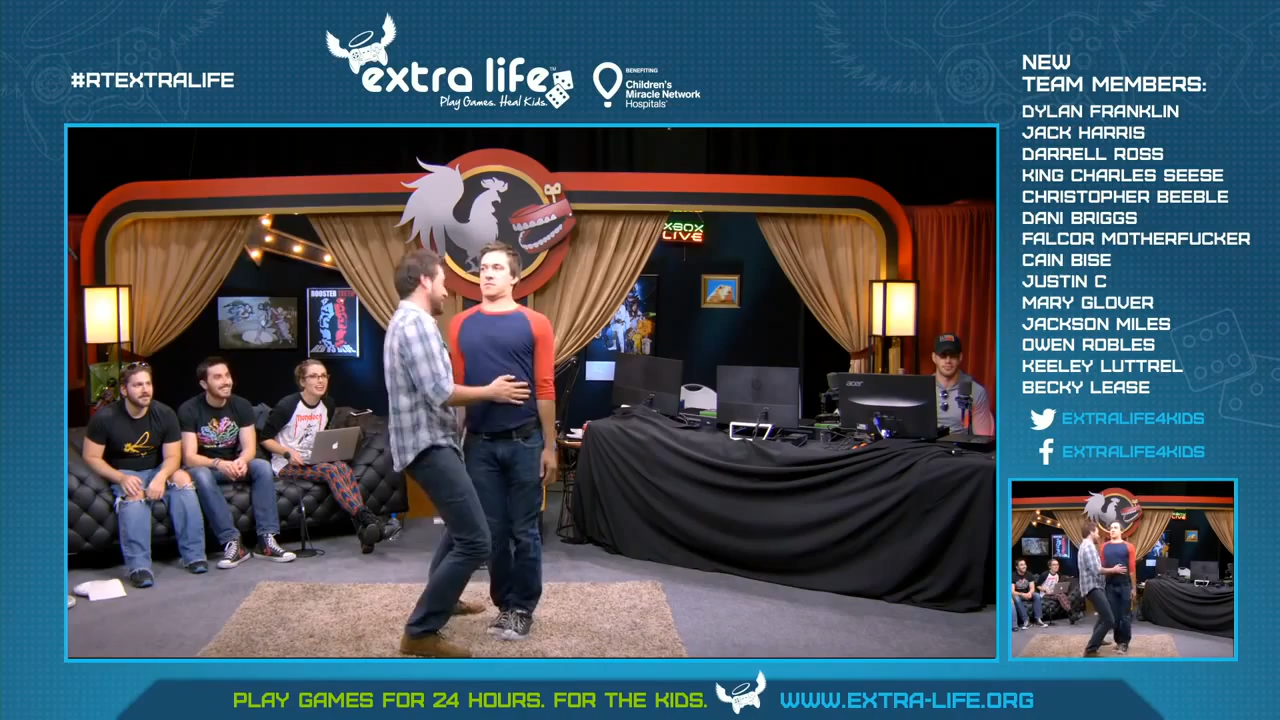 #RTEXTRALIFE
extra life™
Play Games. Heal Kids.
BENEFITING
Children's
Miracle Network
Hospitals
NEW
TEAM MEMBERS:
DYLAN FRANKLIN
JACK HARRIS
DARRELL ROSS
KING CHARLES SEESE
CHRISTOPHER BEEBLE
DANI BRIGGS
FALCOR MOTHERFUCKER
CAIN BISE
JUSTIN C
MARY GLOVER
JACKSON MILES
OWEN ROBLES
KEELEY LUTTREL
BECKY LEASE
EXTRALIFE4KIDS
EXTRALIFE4KIDS
XBOX
LIVE
ROOSTER TEETH
acer
PLAY GAMES FOR 24 HOURS. FOR THE KIDS.
WWW.EXTRA-LIFE.ORG